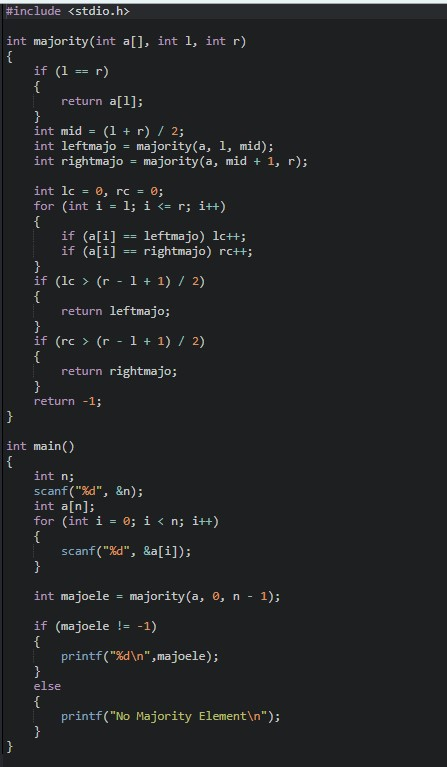 #include <stdio.h>

int majority(int a[], int l, int r)
{
    if (l == r)
    {
        return a[l];
    }
    int mid = (l + r) / 2;
    int leftmajo = majority(a, l, mid);
    int rightmajo = majority(a, mid + 1, r);

    int lc = 0, rc = 0;
    for (int i = l; i <= r; i++)
    {
        if (a[i] == leftmajo) lc++;
        if (a[i] == rightmajo) rc++;
    }
    if (lc > (r - l + 1) / 2)
    {
        return leftmajo;
    }
    if (rc > (r - l + 1) / 2)
    {
        return rightmajo;
    }
    return -1;
}

int main()
{
    int n;
    scanf("%d", &n);
    int a[n];
    for (int i = 0; i < n; i++)
    {
        scanf("%d", &a[i]);
    }

    int majoele = majority(a, 0, n - 1);

    if (majoele != -1)
    {
        printf("%d\n",majoele);
    }
    else
    {
        printf("No Majority Element\n");
    }
}